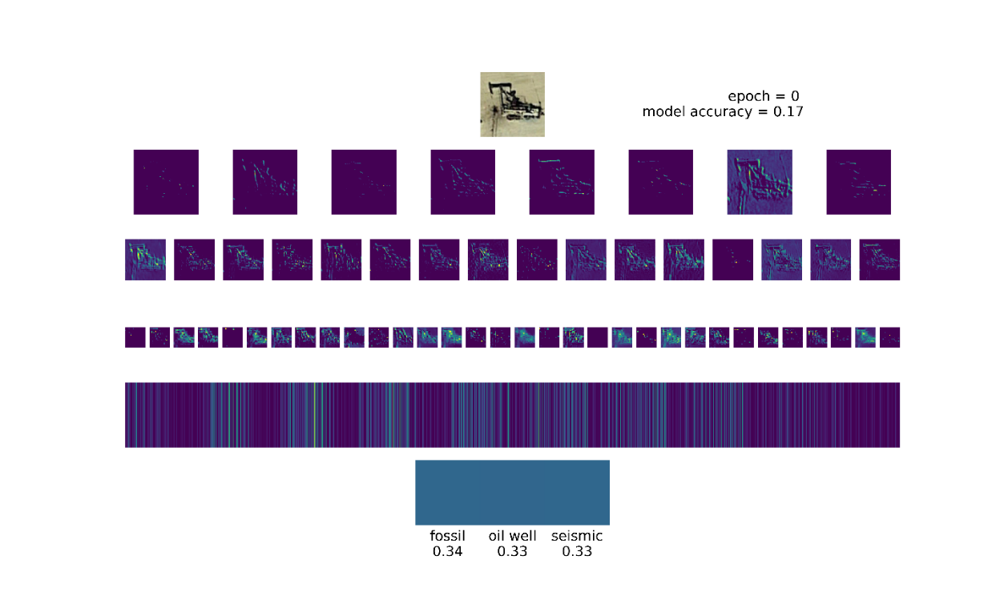 epoch = 0
model accuracy = 0.17
fossil oil well seismic
0.34 0.33 0.33